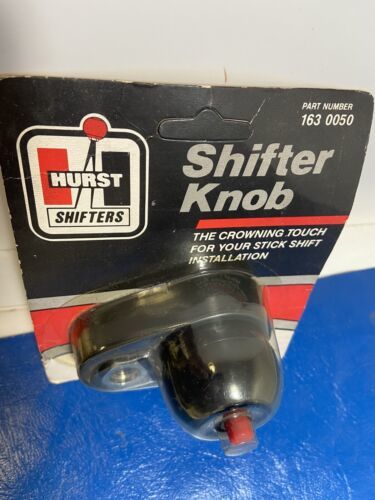 PART NUMBER
163 0050
HURST
SHIFTERS
Shifter
Knob
THE CROWNING TOUCH
FOR YOUR STICK SHIFT
INSTALLATION